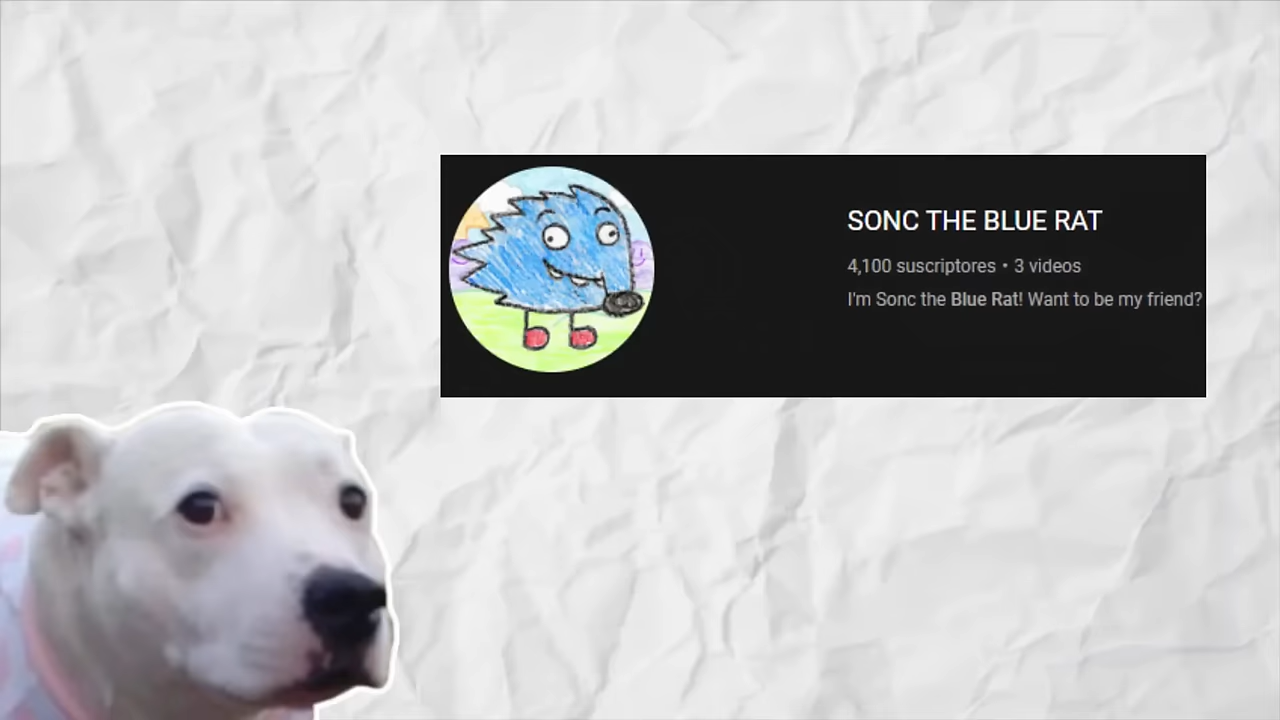 SONC THE BLUE RAT
4,100 suscriptores • 3 videos
I'm Sonc the Blue Rat! Want to be my friend?